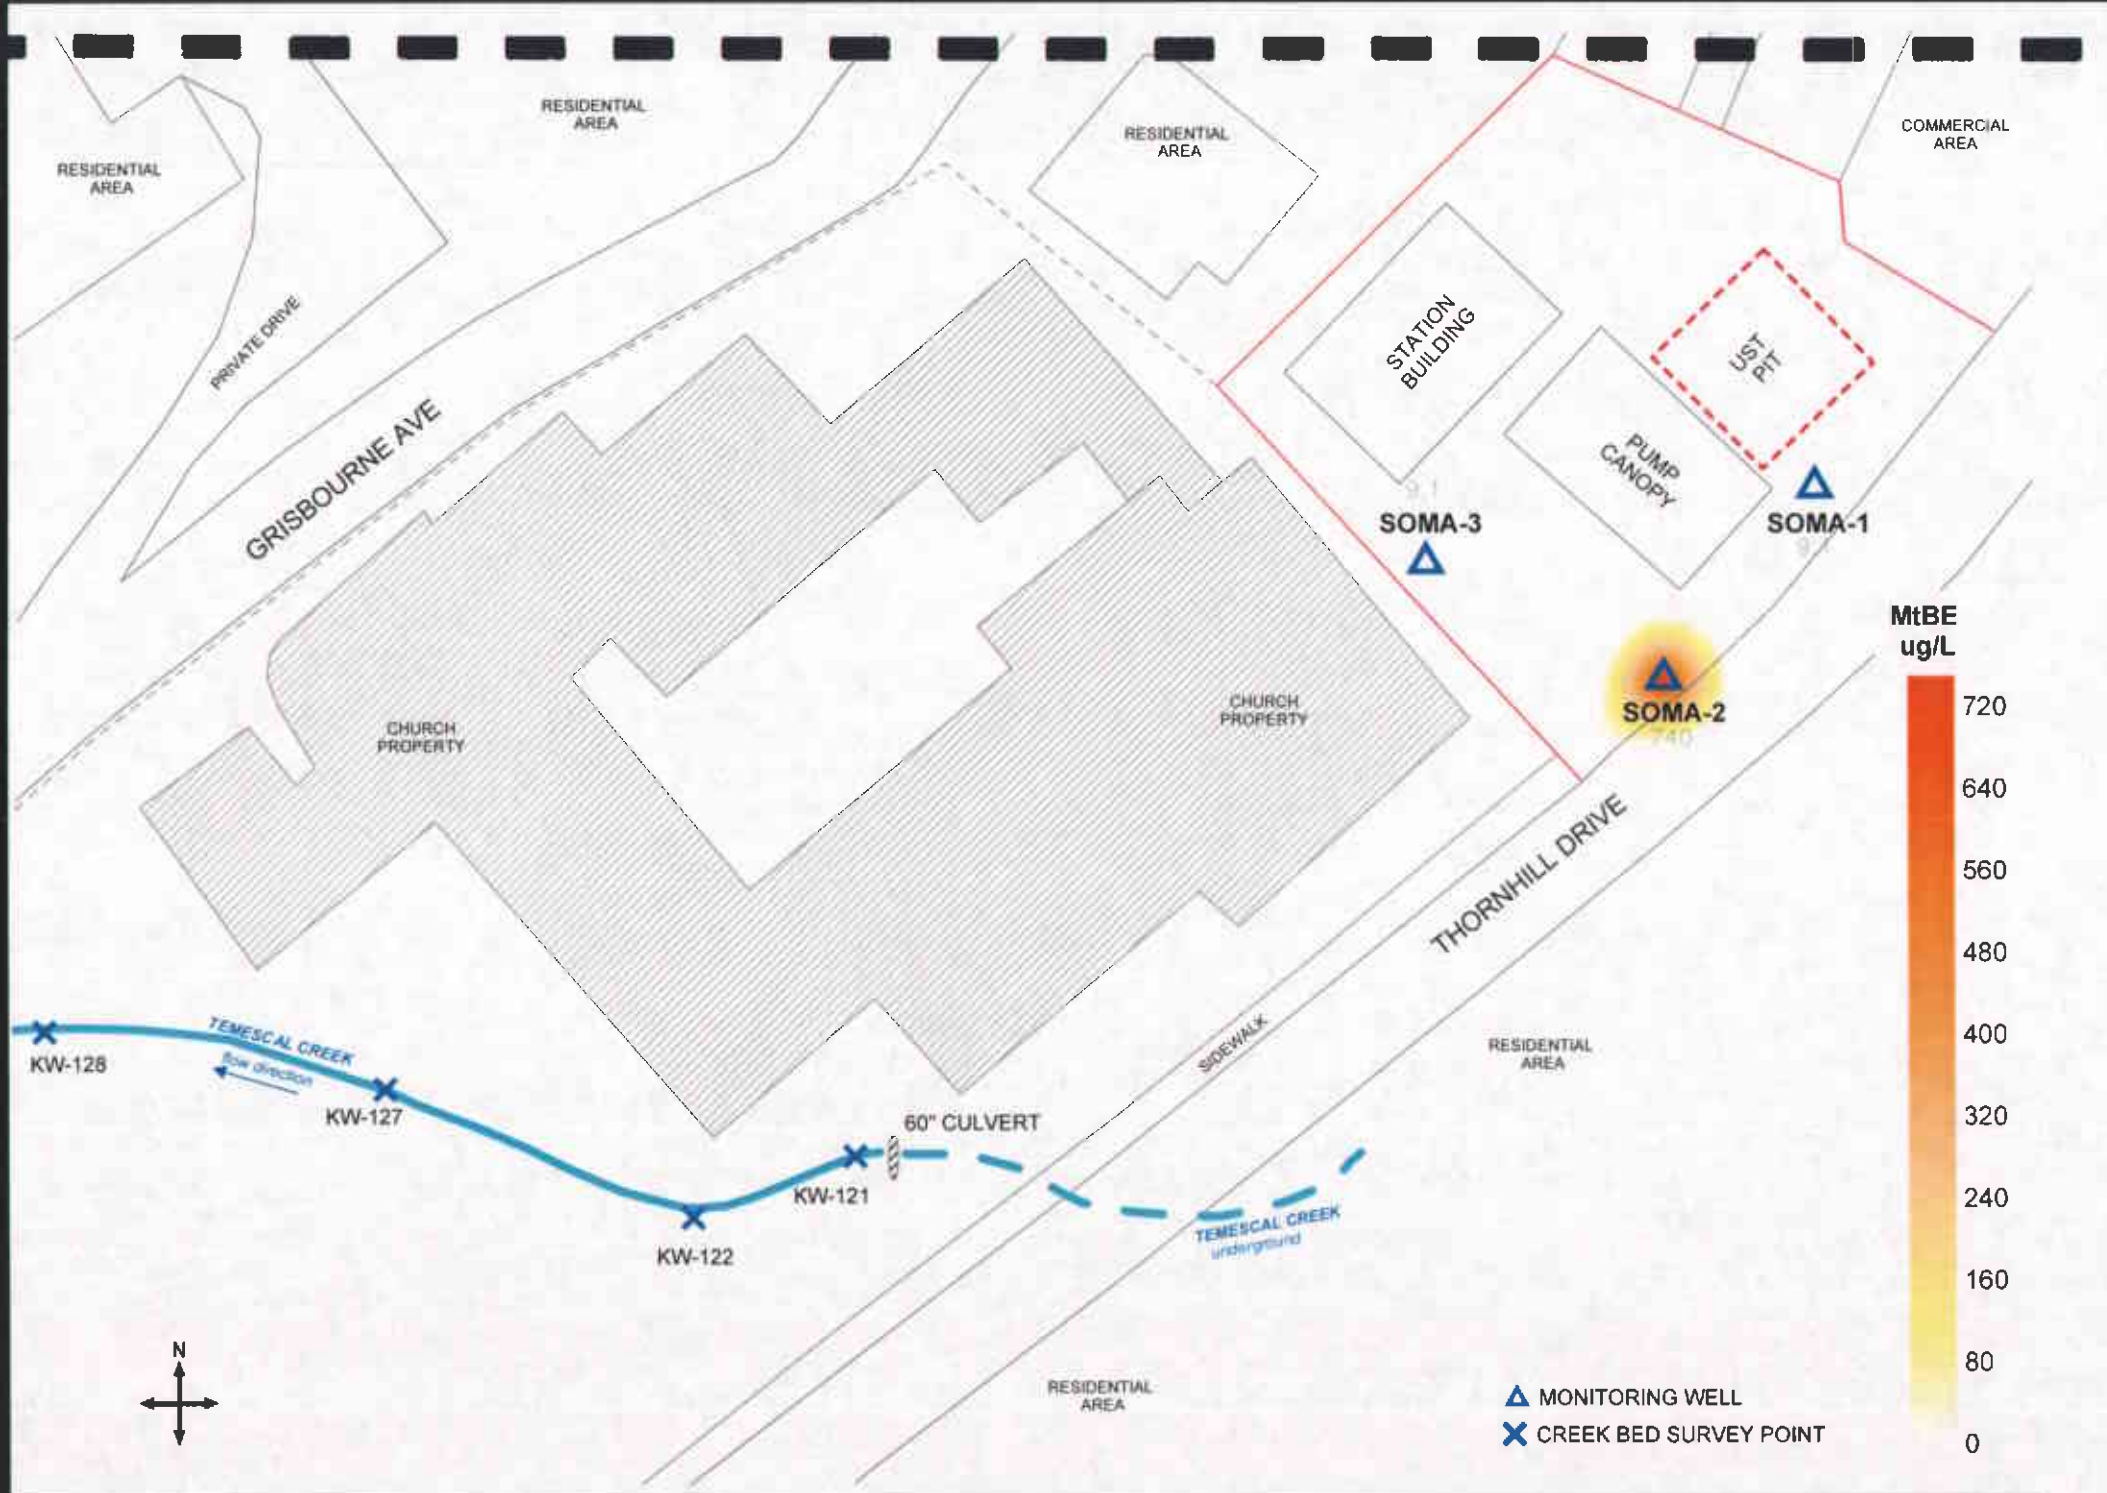 RESIDENTIAL
AREA
RESIDENTIAL
AREA
RESIDENTIAL
AREA
COMMERCIAL
AREA
PRIVATE DRIVE
GRISBOURNE AVE
STATION
BUILDING
UST
PIT
PUMP
CANOPY
9.1
SOMA-3
SOMA-1
MtBE
ug/L
SOMA-2
740
CHURCH
PROPERTY
CHURCH
PROPERTY
720
640
560
480
400
320
240
160
80
0
THORNHILL DRIVE
SIDEWALK
RESIDENTIAL
AREA
TEMESCAL CREEK
flow direction
KW-128
KW-127
60" CULVERT
KW-121
KW-122
TEMESCAL CREEK
underground
N
RESIDENTIAL
AREA
MONITORING WELL
CREEK BED SURVEY POINT